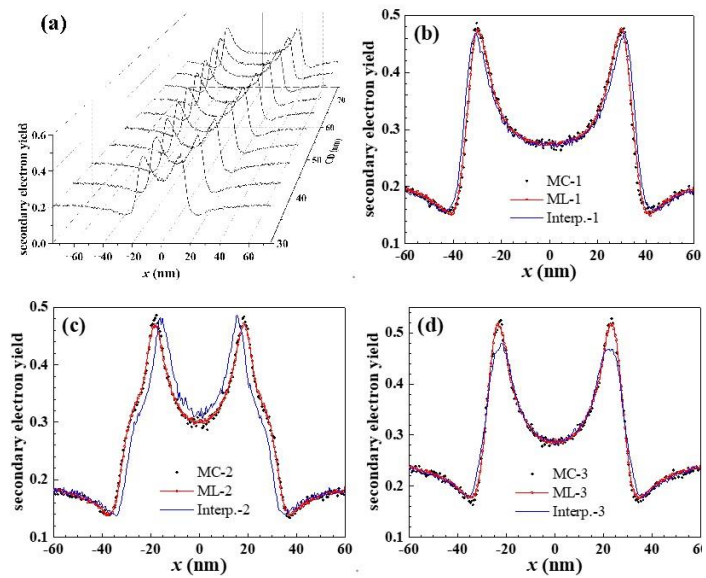 (a)
secondary electron yield
0.6
0.4
0.2
0.0
-60 -40 -20 0 20 40 60
x (nm)
30
40
50
60
70
CD (nm)
(b)
secondary electron yield
0.5
0.4
0.3
0.2
0.1
MC-1
ML-1
Interp.-1
-60 -40 -20 0 20 40 60
x (nm)
(c)
secondary electron yield
0.5
0.4
0.3
0.2
0.1
MC-2
ML-2
Interp.-2
-60 -40 -20 0 20 40 60
x (nm)
(d)
secondary electron yield
0.5
0.4
0.3
0.2
0.1
MC-3
ML-3
Interp.-3
-60 -40 -20 0 20 40 60
x (nm)